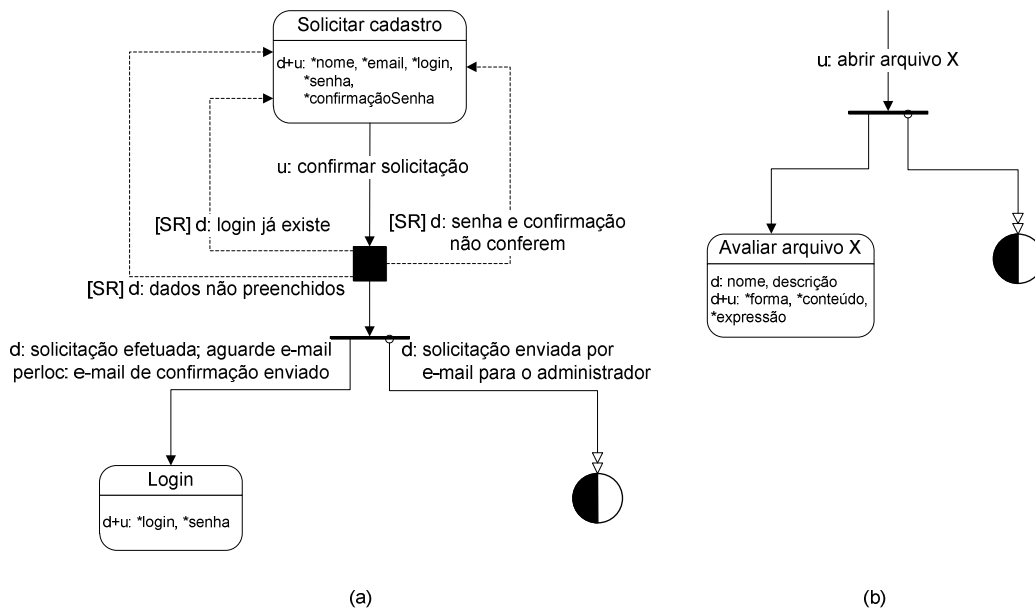 Solicitar cadastro
d+u: *nome, *email, *login,
*senha,
*confirmaçãoSenha
u: confirmar solicitação
[SR] d: login já existe
[SR] d: senha e confirmação
não conferem
[SR] d: dados não preenchidos
d: solicitação efetuada; aguarde e-mail
perloc: e-mail de confirmação enviado
d: solicitação enviada por
e-mail para o administrador
Login
d+u: *login, *senha
(a)
u: abrir arquivo X
Avaliar arquivo X
d: nome, descrição
d+u: *forma, *conteúdo,
*expressão
(b)